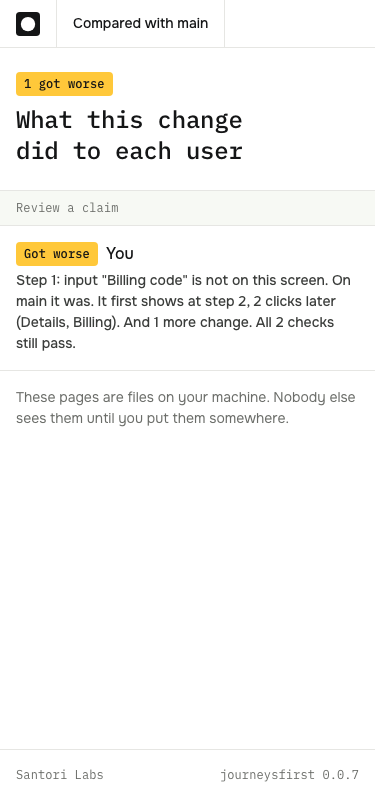 Compared with main
1 got worse
What this change
did to each user
Review a claim
Got worse You
Step 1: input "Billing code" is not on this screen. On
main it was. It first shows at step 2, 2 clicks later
(Details, Billing). And 1 more change. All 2 checks
still pass.
These pages are files on your machine. Nobody else
sees them until you put them somewhere.
Santori Labs journeysfirst 0.0.7